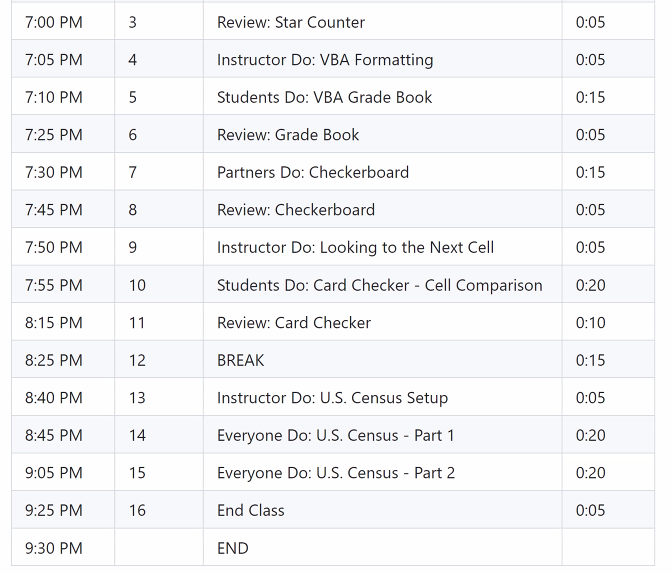 7:00 PM 3 Review: Star Counter 0:05
7:05 PM 4 Instructor Do: VBA Formatting 0:05
7:10 PM 5 Students Do: VBA Grade Book 0:15
7:25 PM 6 Review: Grade Book 0:05
7:30 PM 7 Partners Do: Checkerboard 0:15
7:45 PM 8 Review: Checkerboard 0:05
7:50 PM 9 Instructor Do: Looking to the Next Cell 0:05
7:55 PM 10 Students Do: Card Checker - Cell Comparison 0:20
8:15 PM 11 Review: Card Checker 0:10
8:25 PM 12 BREAK 0:15
8:40 PM 13 Instructor Do: U.S. Census Setup 0:05
8:45 PM 14 Everyone Do: U.S. Census - Part 1 0:20
9:05 PM 15 Everyone Do: U.S. Census - Part 2 0:20
9:25 PM 16 End Class 0:05
9:30 PM END